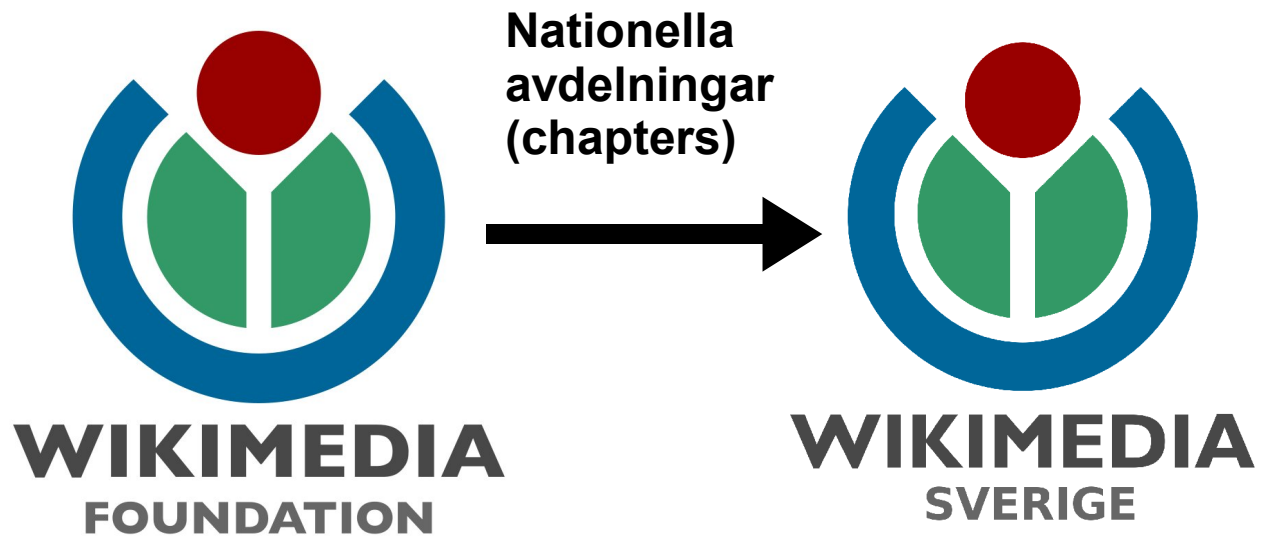 Nationella
avdelningar
(chapters)
WIKIMEDIA
FOUNDATION
WIKIMEDIA
SVERIGE